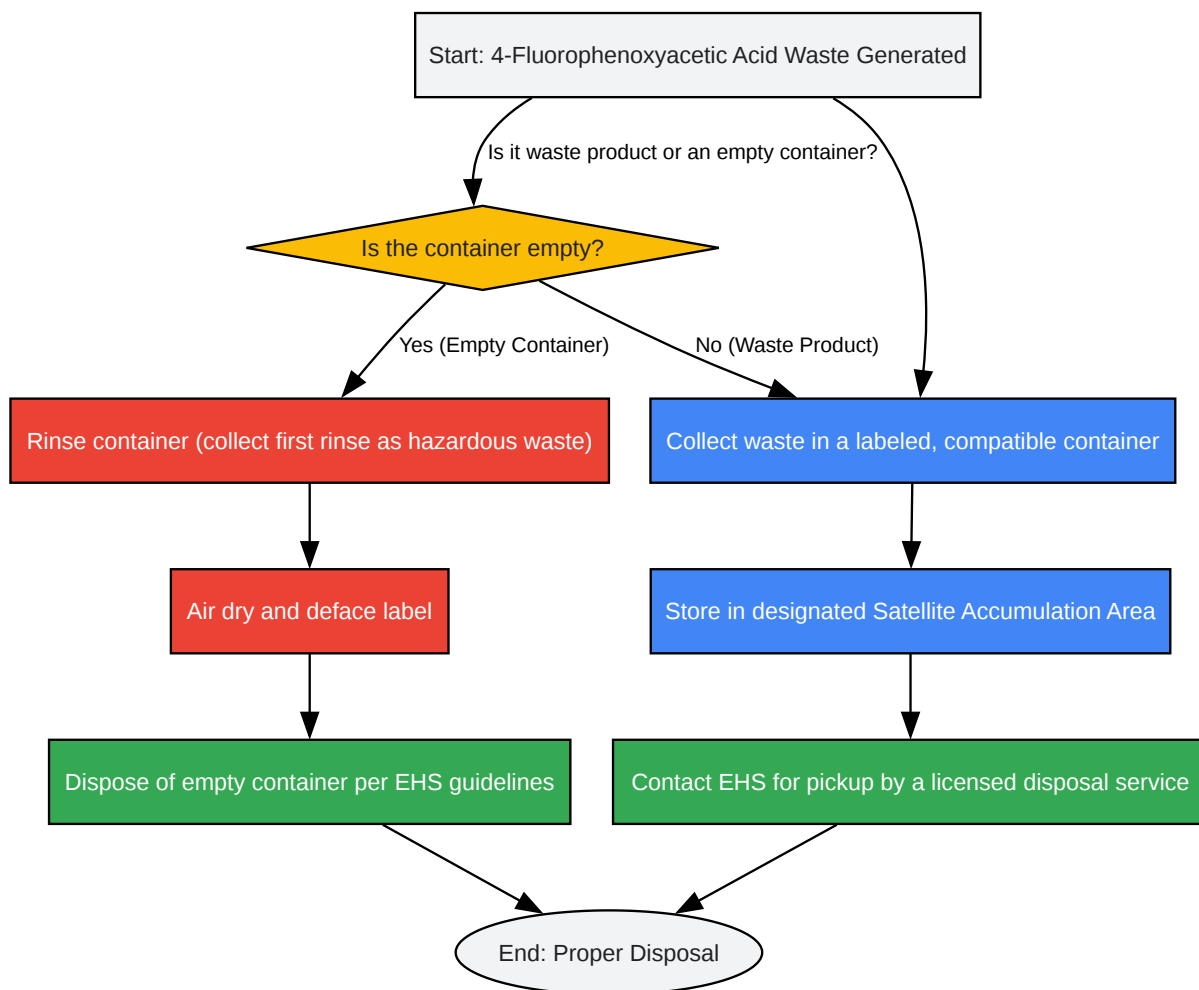 Start: 4-Fluorophenoxyacetic Acid Waste Generated
Is it waste product or an empty container?
Is the container empty?
Yes (Empty Container)
No (Waste Product)
Rinse container (collect first rinse as hazardous waste)
Collect waste in a labeled, compatible container
Air dry and deface label
Store in designated Satellite Accumulation Area
Dispose of empty container per EHS guidelines
Contact EHS for pickup by a licensed disposal service
End: Proper Disposal